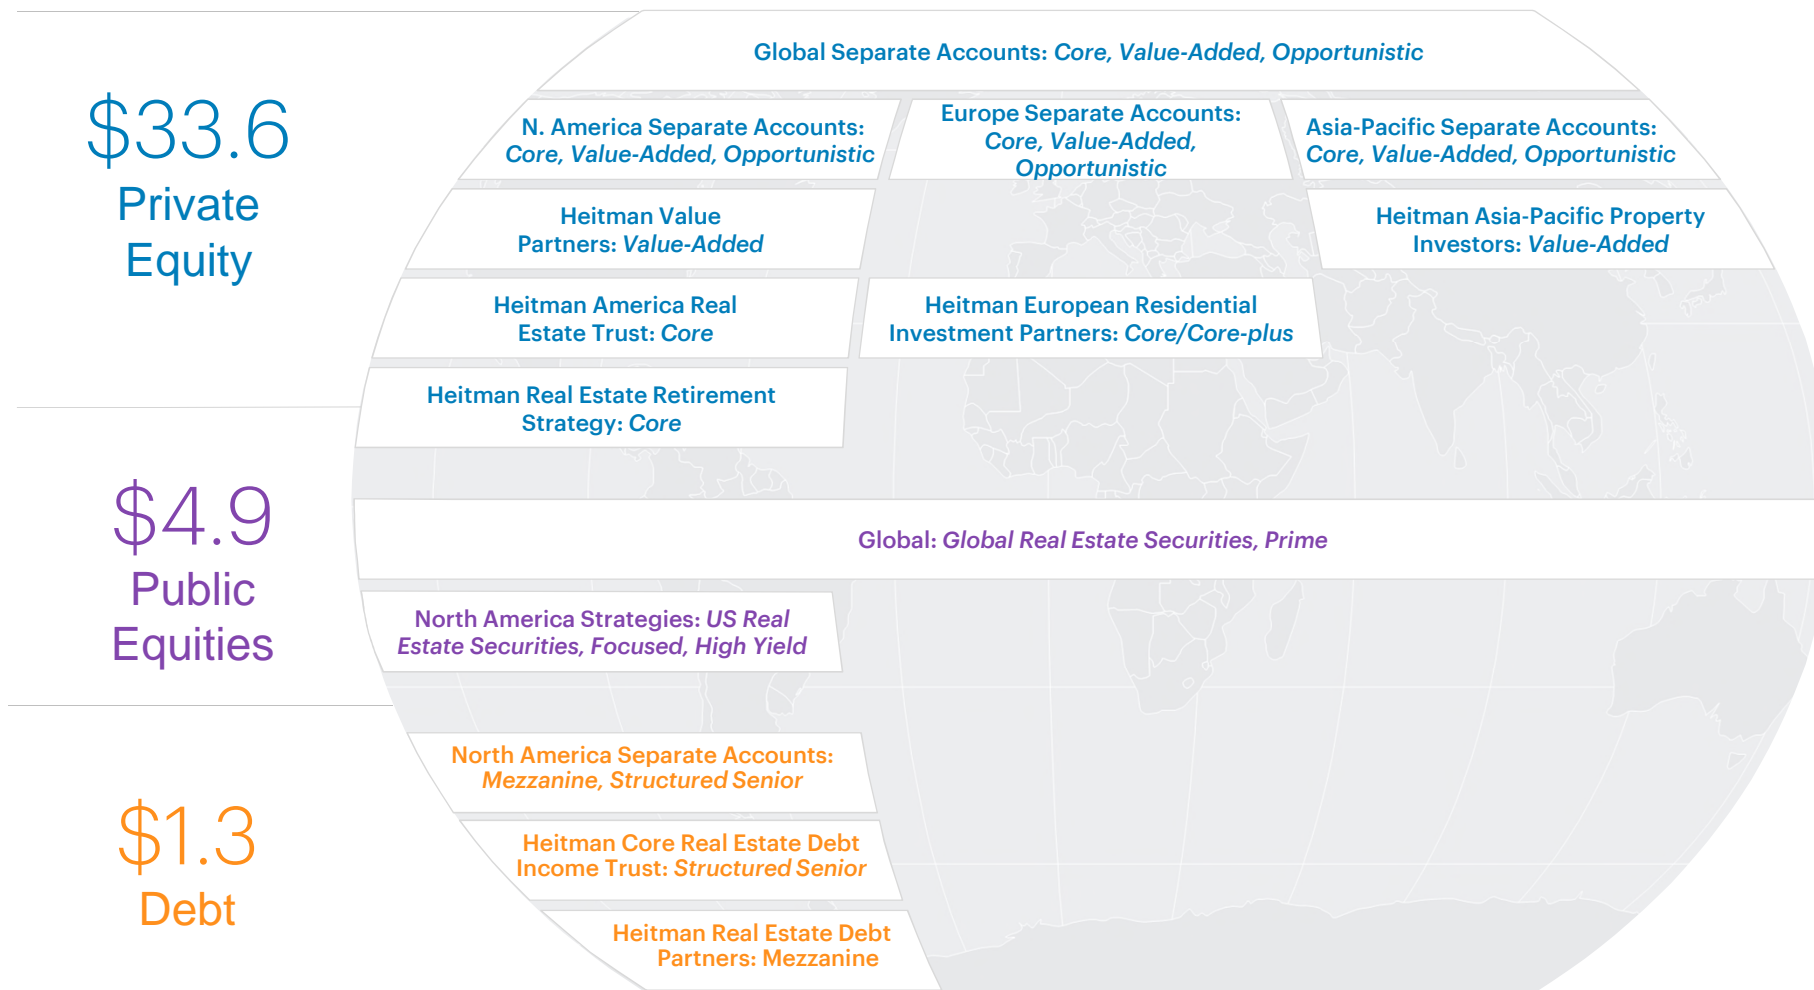 Global Separate Accounts: Core, Value-Added, Opportunistic
$33.6
Private
Equity
N. America Separate Accounts:
Core, Value-Added, Opportunistic
Europe Separate Accounts:
Core, Value-Added,
Opportunistic
Asia-Pacific Separate Accounts:
Core, Value-Added, Opportunistic
Heitman Value
Partners: Value-Added
Heitman Asia-Pacific Property
Investors: Value-Added
Heitman America Real
Estate Trust: Core
Heitman European Residential
Investment Partners: Core/Core-plus
Heitman Real Estate Retirement
Strategy: Core
$4.9
Public
Equities
Global: Global Real Estate Securities, Prime
North America Strategies: US Real
Estate Securities, Focused, High Yield
$1.3
Debt
North America Separate Accounts:
Mezzanine, Structured Senior
Heitman Core Real Estate Debt
Income Trust: Structured Senior
Heitman Real Estate Debt
Partners: Mezzanine